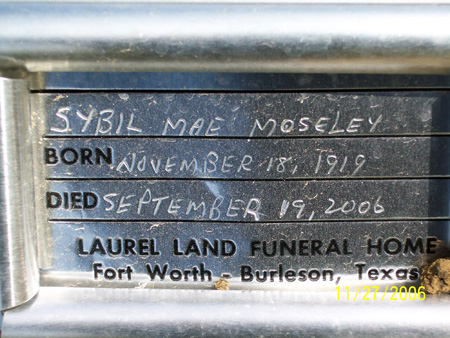 SYBIL MAE MOSELEY
BORN NOVEMBER 18, 1919
DIED SEPTEMBER 19, 2006
LAUREL LAND FUNERAL HOME
Fort Worth - Burleson, Texas
11/27/2006